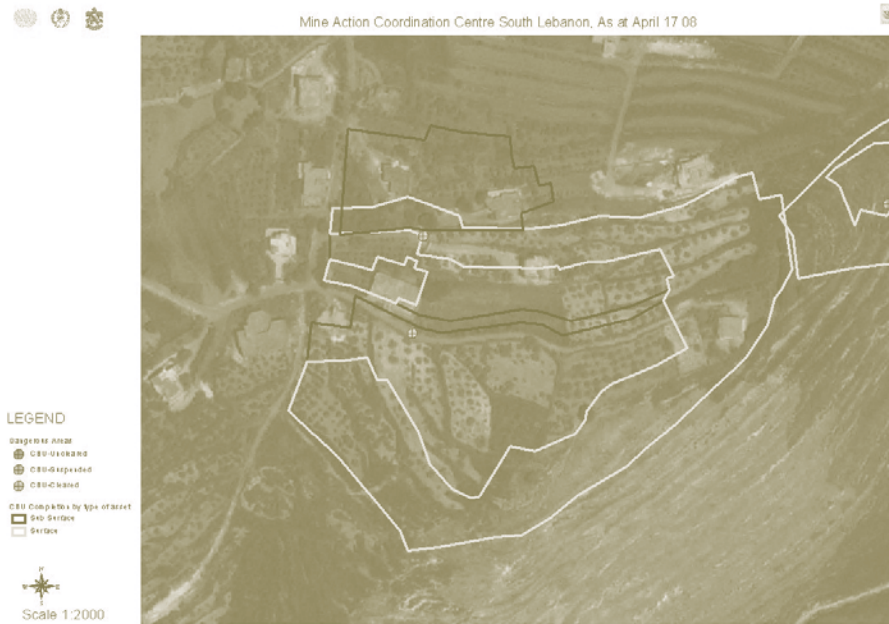 Mine Action Coordination Centre South Lebanon, As at April 17 08
LEGEND
Dangerous Areas
CBU-Uncleared
CBU-Suspended
CBU-Cleared
CBU Completion by type of asset
Sub Surface
Surface
N
W E
S
Scale 1:2000